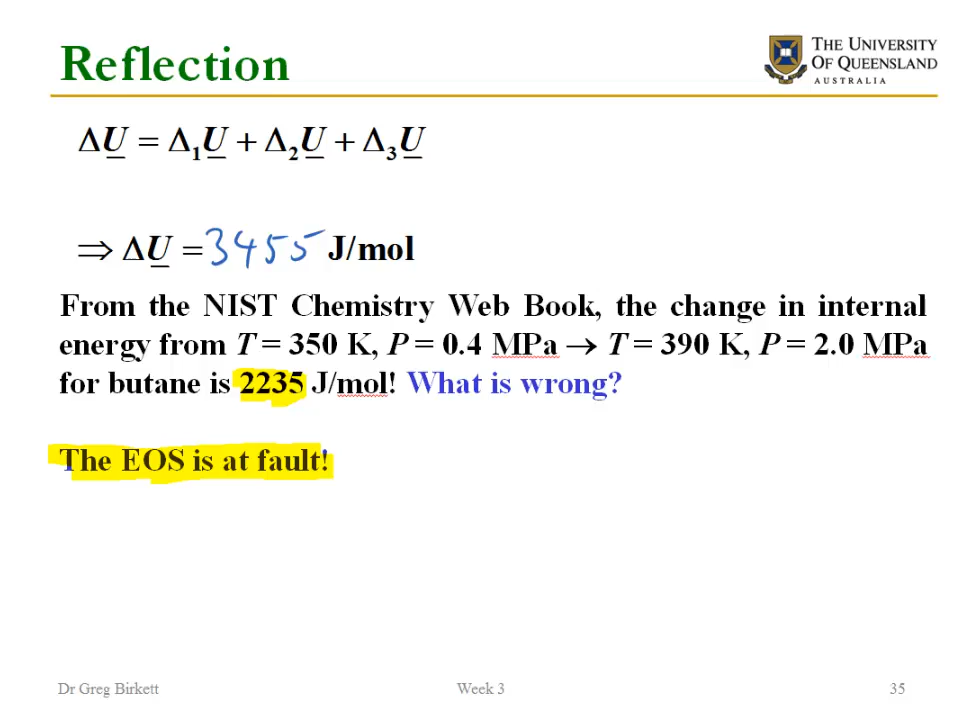 Reflection
THE UNIVERSITY
OF QUEENSLAND
AUSTRALIA
ΔU = Δ₁U + Δ₂U + Δ₃U
⇒ ΔU = 3455 J/mol
From the NIST Chemistry Web Book, the change in internal
energy from T = 350 K, P = 0.4 MPa → T = 390 K, P = 2.0 MPa
for butane is 2235 J/mol! What is wrong?
The EOS is at fault!
Dr Greg Birkett
Week 3
35